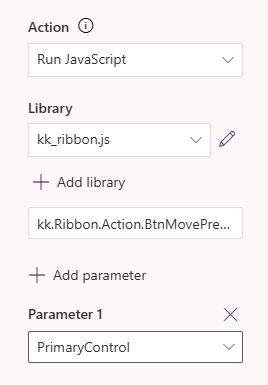 Action
Run JavaScript
Library
kk_ribbon.js
Add library
kk.Ribbon.Action.BtnMovePre...
Add parameter
Parameter 1
PrimaryControl